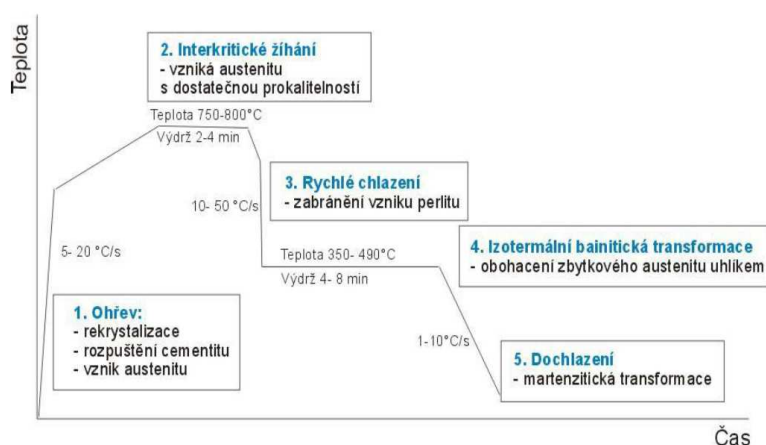 Teplota
2. Interkritické žíhání
- vzniká austenitu
s dostatečnou prokalitelností
Teplota 750-800°C
Výdrž 2-4 min
10- 50 °C/s
3. Rychlé chlazení
- zabránění vzniku perlitu
5- 20 °C/s
Teplota 350- 490°C
Výdrž 4- 8 min
4. Izotermální bainitická transformace
- obohacení zbytkového austenitu uhlíkem
1. Ohřev:
- rekrystalizace
- rozpuštění cementitu
- vznik austenitu
1-10°C/s
5. Dochlazení
- martenzitická transformace
Čas